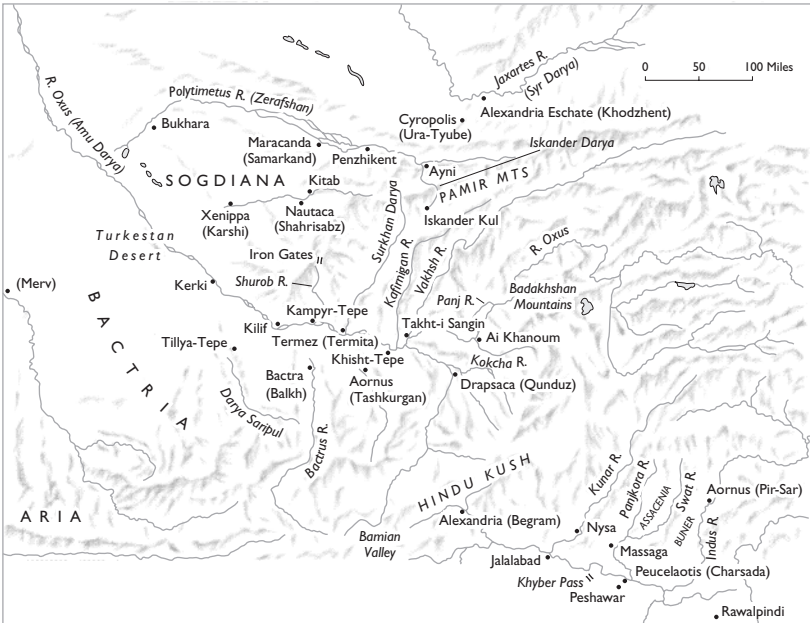 Jaxartes R.
(Syr Darya)
0 50 100 Miles
R. Oxus (Amu Darya)
Polytimetus R. (Zerafshan)
Alexandria Eschate (Khodzhent)
Cyropolis
(Ura-Tyube)
Bukhara
Maracanda
(Samarkand)
Penzhikent
Iskander Darya
Ayni
PAMIR MTS
SOGDIANA
Kitab
Xenippa
(Karshi)
Nautaca
(Shahrisabz)
Surkhan Darya
Iskander Kul
Turkestan
Desert
Iron Gates
Kafirnigan R.
Vakhsh R.
R. Oxus
Shurob R.
(Merv)
Kerki
Panj R.
Badakhshan
Mountains
BACTRIA
Kampyr-Tepe
Kilif
Termez (Termita)
Takht-i Sangin
Ai Khanoum
Tillya-Tepe
Khisht-Tepe
Kokcha R.
Bactra
(Balkh)
Aornus
(Tashkurgan)
Drapsaca (Qunduz)
Darya Saripul
Bactrus R.
HINDU KUSH
Kunar R.
Panjkora R.
ASSACENIA
Swat R.
BUNER
Indus R.
Aornus (Pir-Sar)
ARIA
Alexandria (Begram)
Bamian
Valley
Nysa
Massaga
Jalalabad
Khyber Pass
Peucelaotis (Charsada)
Peshawar
Rawalpindi